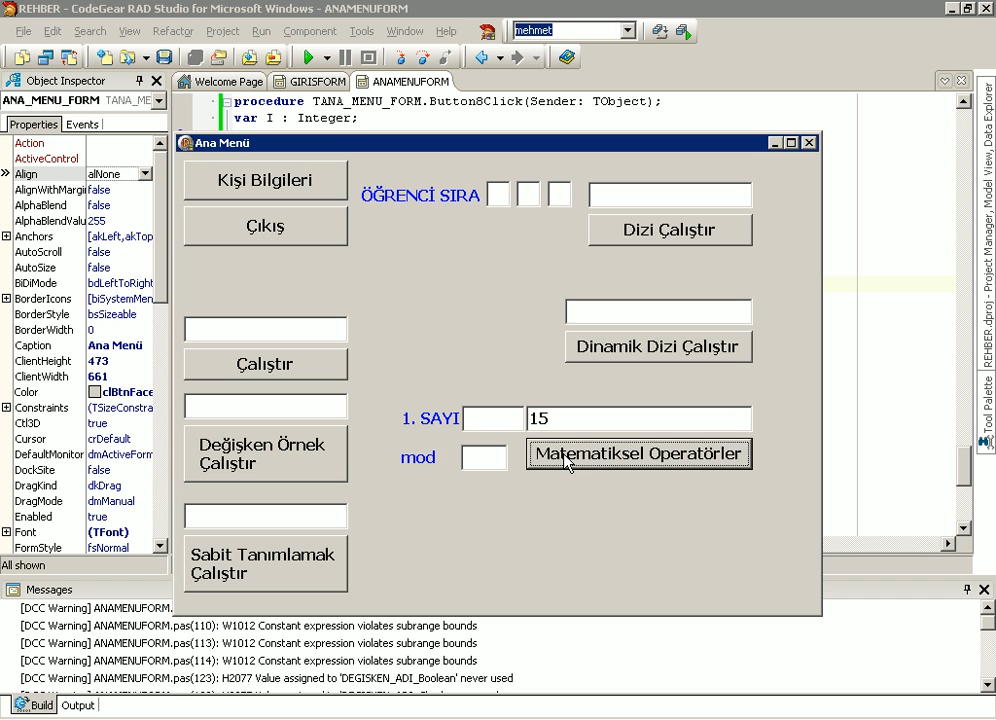 REHBER - CodeGear RAD Studio for Microsoft Windows - ANAMENUFORM
File Edit Search View Refactor Project Run Component Tools Window Help
mehmet
Object Inspector
Welcome Page GIRISFORM ANAMENUFORM
ANA_MENU_FORM TANA_ME
Properties Events
Action
ActiveControl
Align alNone
AlignWithMargi false
AlphaBlend false
AlphaBlendValu 255
Anchors [akLeft,akTop
AutoScroll false
AutoSize false
BiDiMode bdLeftToRight
BorderIcons [biSystemMen
BorderStyle bsSizeable
BorderWidth 0
Caption Ana Menü
ClientHeight 473
ClientWidth 661
Color clBtnFace
Constraints (TSizeConstra
Ctl3D true
Cursor crDefault
DefaultMonitor dmActiveForm
DockSite false
DragKind dkDrag
DragMode dmManual
Enabled true
Font (TFont)
FormStyle fsNormal
All shown
procedure TANA_MENU_FORM.Button8Click(Sender: TObject);
var I : Integer;
Ana Menü
Kişi Bilgileri
Çıkış
ÖĞRENCİ SIRA
Dizi Çalıştır
Dinamik Dizi Çalıştır
Çalıştır
1. SAYI 15
mod Matematiksel Operatörler
Değişken Örnek
Çalıştır
Sabit Tanımlamak
Çalıştır
REHBER.dproj - Project Manager, Model View, Data Explorer
Tool Palette
Messages
[DCC Warning] ANAMENUFORM.
[DCC Warning] ANAMENUFORM.pas(110): W1012 Constant expression violates subrange bounds
[DCC Warning] ANAMENUFORM.pas(113): W1012 Constant expression violates subrange bounds
[DCC Warning] ANAMENUFORM.pas(114): W1012 Constant expression violates subrange bounds
[DCC Warning] ANAMENUFORM.pas(123): H2077 Value assigned to 'DEGISKEN_ADI_Boolean' never used
Build Output